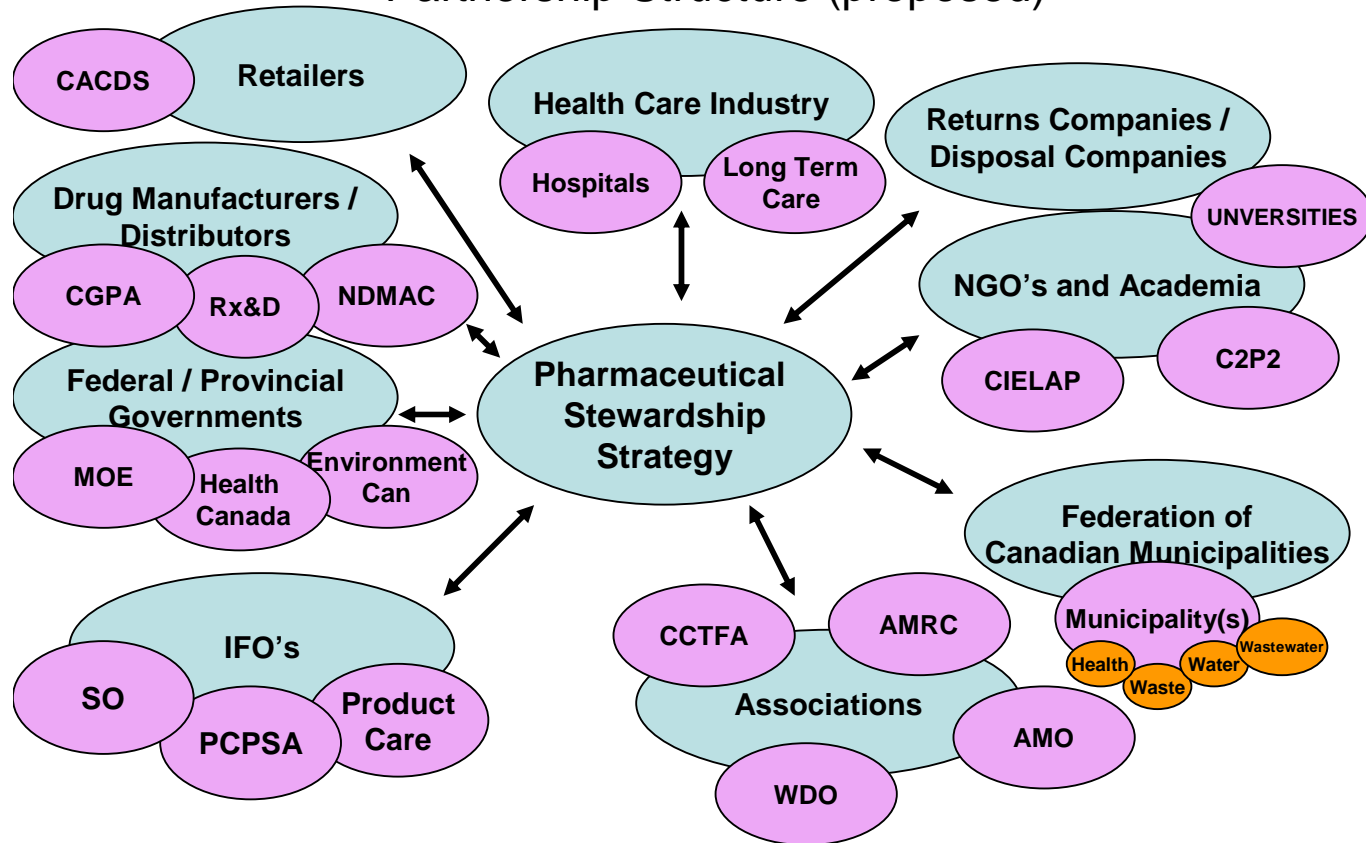 Partnership Structure (proposed)
CACDS
Retailers
Health Care Industry
Hospitals
Long Term
Care
Returns Companies /
Disposal Companies
UNVERSITIES
Drug Manufacturers /
Distributors
CGPA
Rx&D
NDMAC
NGO's and Academia
CIELAP
C2P2
Pharmaceutical
Stewardship
Strategy
Federal / Provincial
Governments
MOE
Health
Canada
Environment
Can
Federation of
Canadian Municipalities
Municipality(s)
Health
Waste
Water
Wastewater
IFO's
SO
PCPSA
Product
Care
CCTFA
AMRC
Associations
WDO
AMO